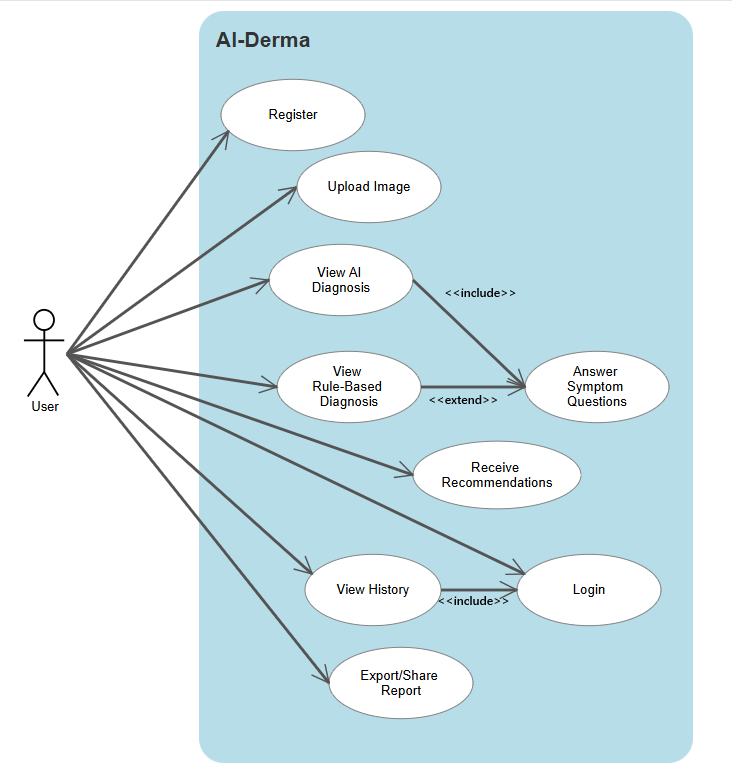 AI-Derma
Register
Upload Image
View AI
Diagnosis
<<include>>
View
Rule-Based
Diagnosis
<<extend>>
Answer
Symptom
Questions
User
Receive
Recommendations
View History
<<include>>
Login
Export/Share
Report